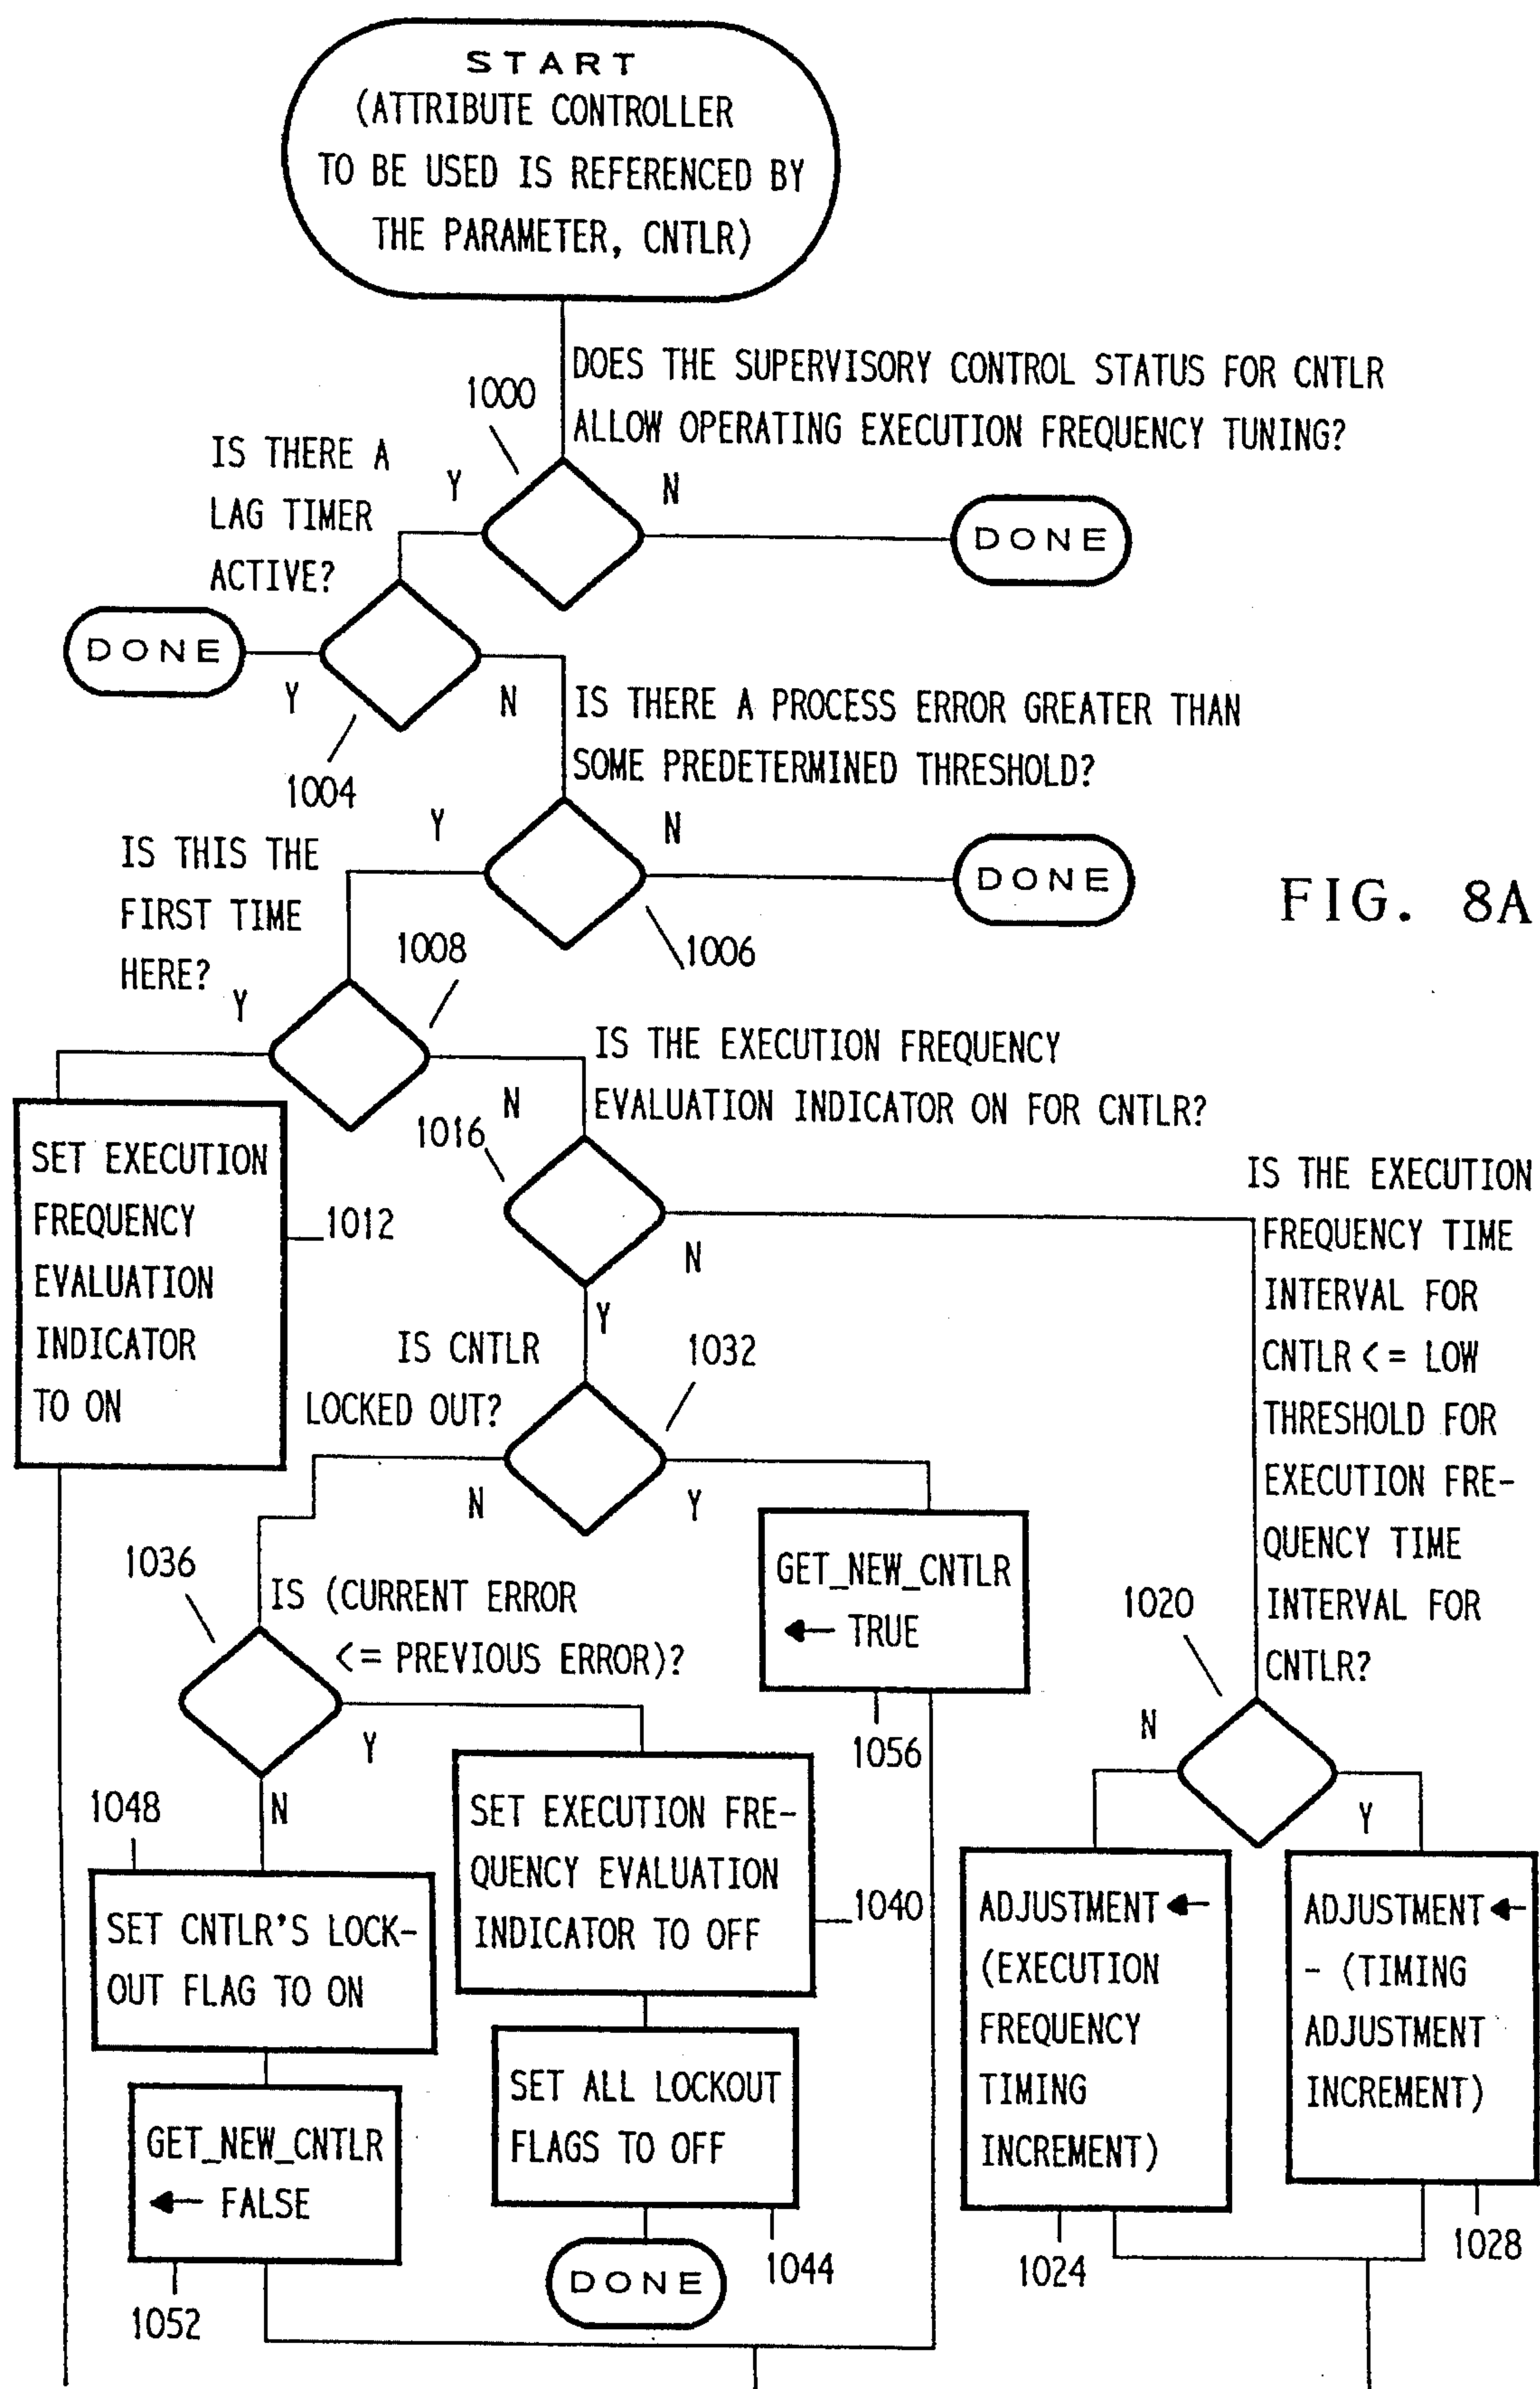 START
(ATTRIBUTE CONTROLLER
TO BE USED IS REFERENCED BY
THE PARAMETER, CNTLR)
DOES THE SUPERVISORY CONTROL STATUS FOR CNTLR
ALLOW OPERATING EXECUTION FREQUENCY TUNING?
1000
IS THERE A
LAG TIMER
ACTIVE?
Y
N
DONE
DONE
Y
N
1004
IS THERE A PROCESS ERROR GREATER THAN
SOME PREDETERMINED THRESHOLD?
Y
N
DONE
1006
FIG. 8A
IS THIS THE
FIRST TIME
HERE?
1008
Y
N
IS THE EXECUTION FREQUENCY
EVALUATION INDICATOR ON FOR CNTLR?
1016
SET EXECUTION
FREQUENCY
EVALUATION
INDICATOR
TO ON
1012
N
Y
IS THE EXECUTION
FREQUENCY TIME
INTERVAL FOR
CNTLR <= LOW
THRESHOLD FOR
EXECUTION FRE-
QUENCY TIME
INTERVAL FOR
CNTLR?
IS CNTLR
LOCKED OUT?
1032
N
Y
GET_NEW_CNTLR
← TRUE
1056
1036
IS (CURRENT ERROR
<= PREVIOUS ERROR)?
Y
N
1020
N
Y
1048
SET CNTLR'S LOCK-
OUT FLAG TO ON
SET EXECUTION FRE-
QUENCY EVALUATION
INDICATOR TO OFF
1040
ADJUSTMENT ←
(EXECUTION
FREQUENCY
TIMING
INCREMENT)
1024
ADJUSTMENT ←
- (TIMING
ADJUSTMENT
INCREMENT)
1028
GET_NEW_CNTLR
← FALSE
1052
SET ALL LOCKOUT
FLAGS TO OFF
1044
DONE